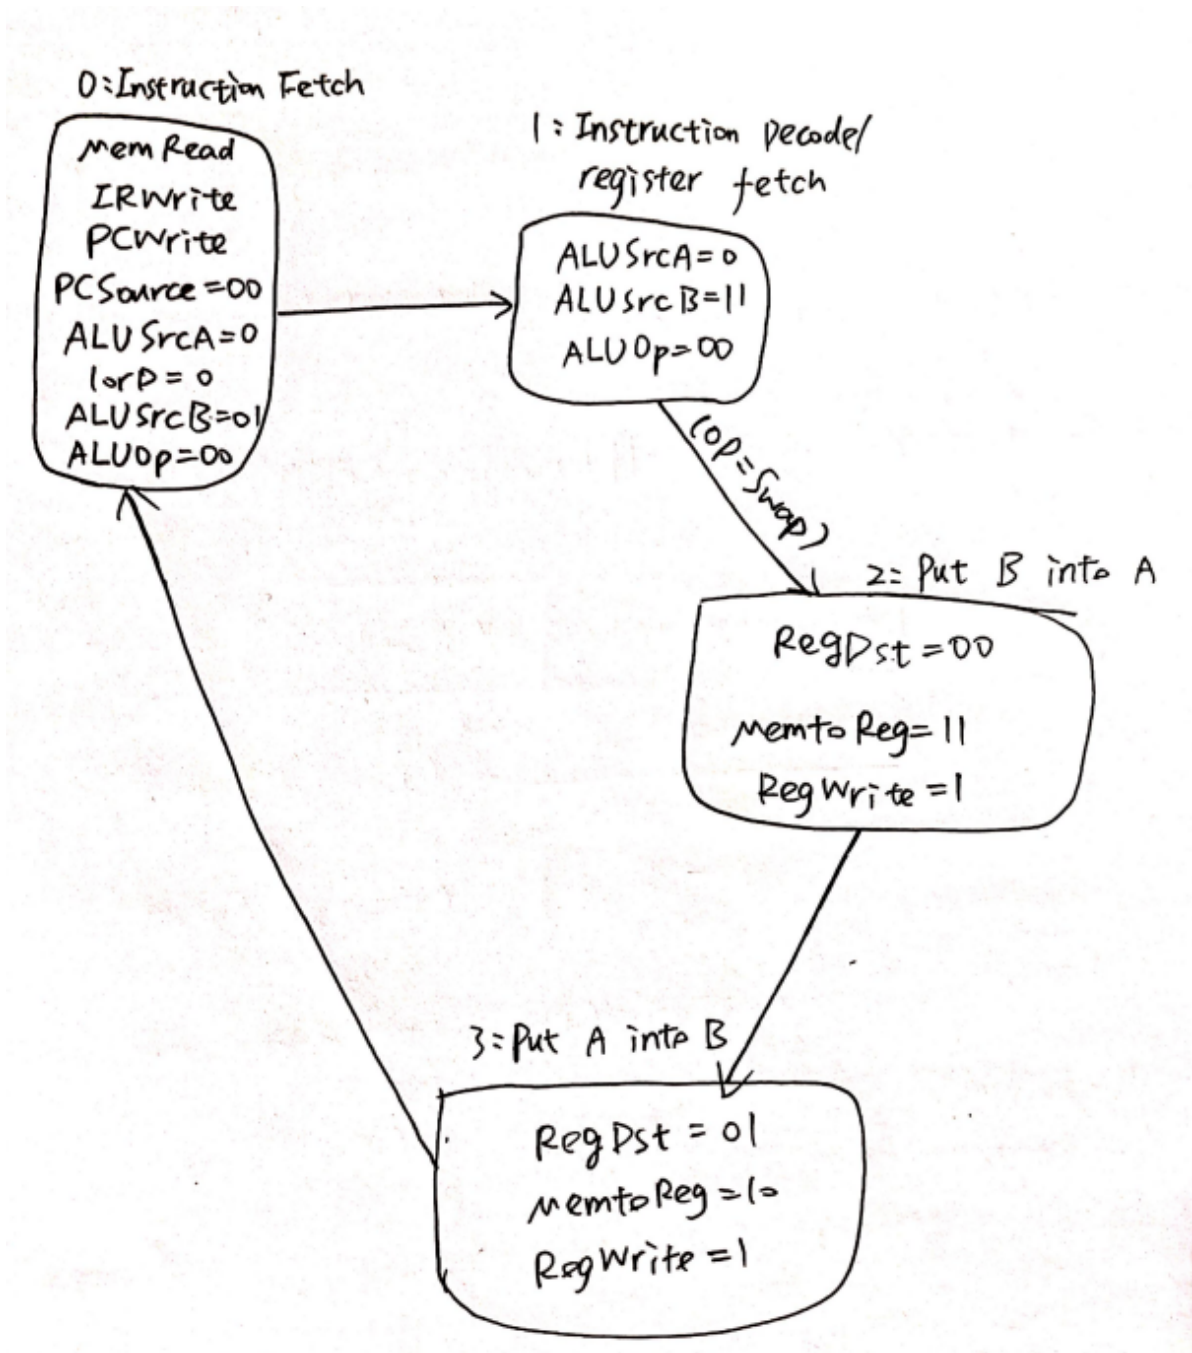 0:Instruction Fetch
MemRead
IRWrite
PCWrite
PCSource=00
ALUSrcA=0
IorD=0
ALUSrcB=01
ALUOp=00
1: Instruction Decode/
register fetch
ALUSrcA=0
ALUSrcB=11
ALUOp=00
(OP=Swap)
2: Put B into A
RegDst=00
MemtoReg=11
RegWrite=1
3: Put A into B
RegDst=01
MemtoReg=10
RegWrite=1